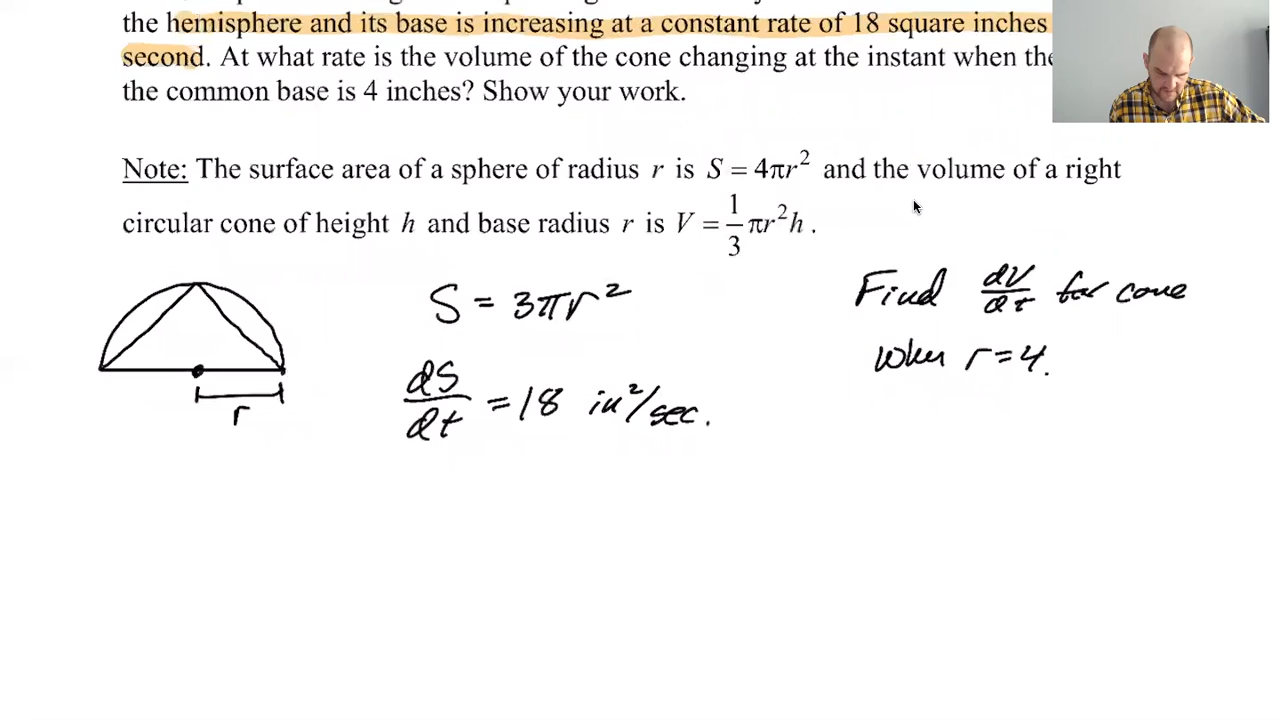 the hemisphere and its base is increasing at a constant rate of 18 square inches
second. At what rate is the volume of the cone changing at the instant when the
the common base is 4 inches? Show your work.
Note: The surface area of a sphere of radius r is S = 4πr² and the volume of a right
circular cone of height h and base radius r is V = 1/3 πr²h .
S = 3πr²
Find dV/dt for cone
when r=4.
dS/dt = 18 in²/sec.
r